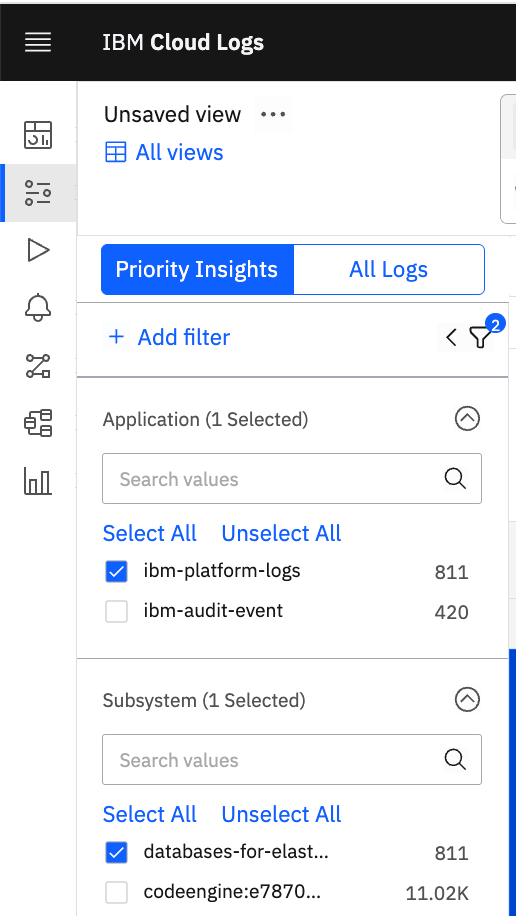 IBM Cloud Logs
Unsaved view ...
All views
Priority Insights All Logs
+ Add filter 2
Application (1 Selected)
Search values
Select All Unselect All
ibm-platform-logs 811
ibm-audit-event 420
Subsystem (1 Selected)
Search values
Select All Unselect All
databases-for-elast... 811
codeengine:e7870... 11.02K